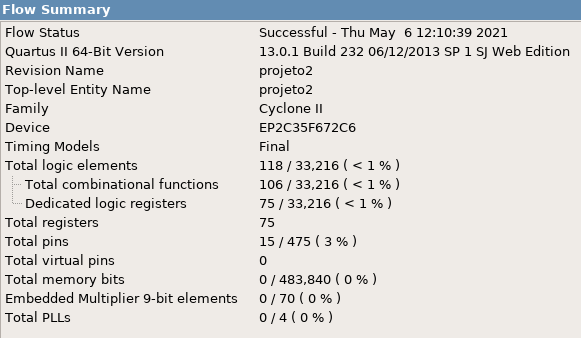 Flow Summary
Flow Status Successful - Thu May 6 12:10:39 2021
Quartus II 64-Bit Version 13.0.1 Build 232 06/12/2013 SP 1 SJ Web Edition
Revision Name projeto2
Top-level Entity Name projeto2
Family Cyclone II
Device EP2C35F672C6
Timing Models Final
Total logic elements 118 / 33,216 ( < 1 % )
Total combinational functions 106 / 33,216 ( < 1 % )
Dedicated logic registers 75 / 33,216 ( < 1 % )
Total registers 75
Total pins 15 / 475 ( 3 % )
Total virtual pins 0
Total memory bits 0 / 483,840 ( 0 % )
Embedded Multiplier 9-bit elements 0 / 70 ( 0 % )
Total PLLs 0 / 4 ( 0 % )